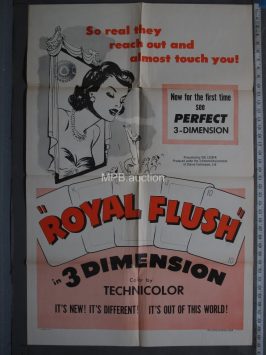 So real they
reach out and
almost touch you!
Now for the first time
see
PERFECT
3-DIMENSION
MPB.auction
"ROYAL FLUSH"
in 3 DIMENSION
Color by
TECHNICOLOR
IT'S NEW! IT'S DIFFERENT! IT'S OUT OF THIS WORLD!